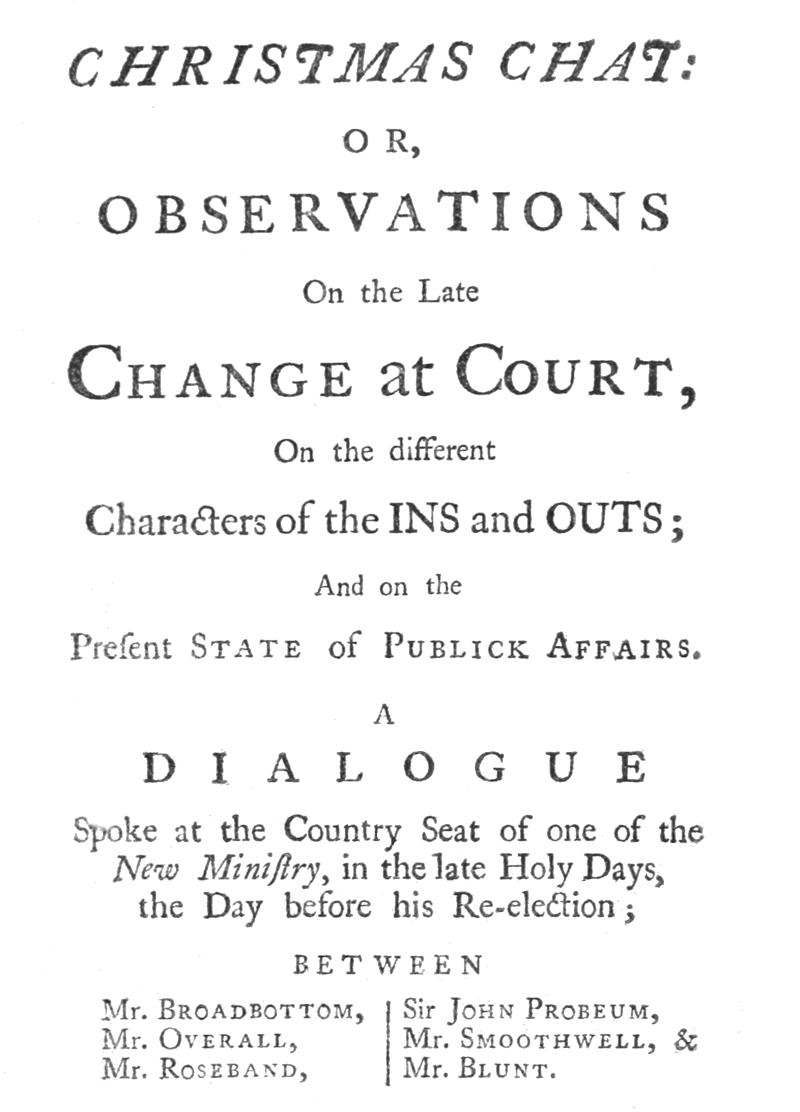 CHRISTMAS CHAT:
OR,
OBSERVATIONS
On the Late
CHANGE at COURT,
On the different
Characters of the INS and OUTS;
And on the
Preſent STATE of PUBLICK AFFAIRS.
A
DIALOGUE
Spoke at the Country Seat of one of the
New Miniſtry, in the late Holy Days,
the Day before his Re-election;
BETWEEN
Mr. BROADBOTTOM,
Mr. OVERALL,
Mr. ROSEBAND,
Sir JOHN PROBEUM,
Mr. SMOOTHWELL, &
Mr. BLUNT.